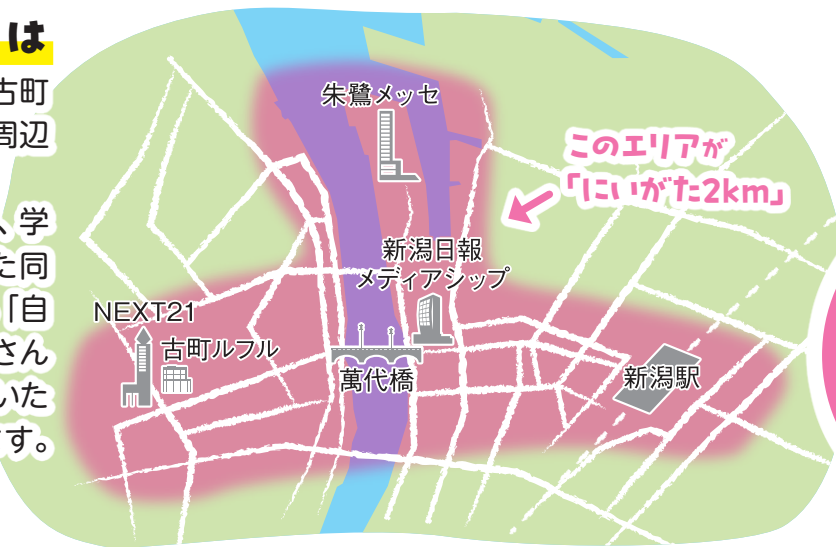 は
古町
周辺
、学
た同
「自
さん
いた
す。
朱鷺メッセ
このエリアが
「にいがた2km」
新潟日報
メディアシップ
NEXT21
古町ルフル
萬代橋
新潟駅